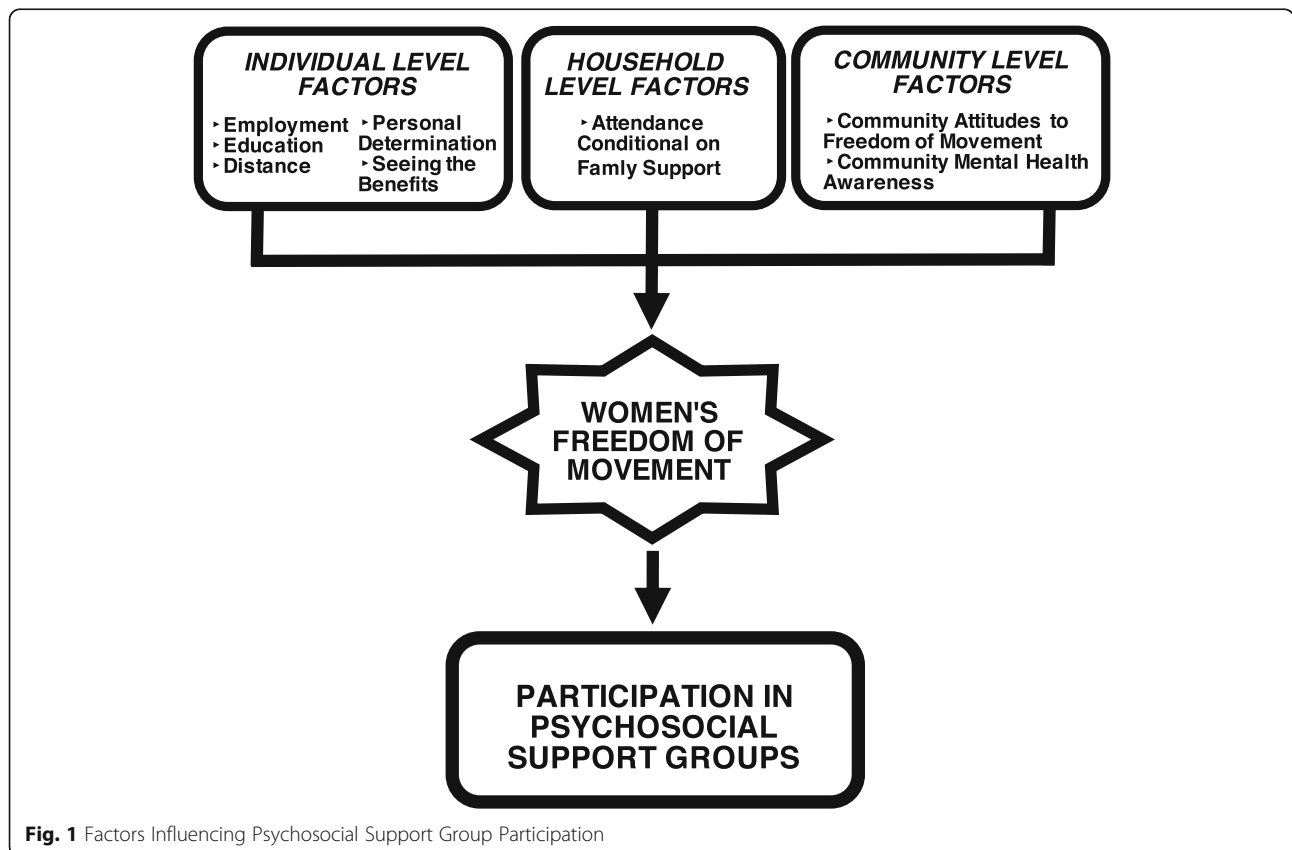 INDIVIDUAL LEVEL
FACTORS
▸ Employment
▸ Education
▸ Distance
▸ Personal
Determination
▸ Seeing the
Benefits
HOUSEHOLD
LEVEL FACTORS
▸ Attendance
Conditional on
Famly Support
COMMUNITY LEVEL
FACTORS
▸ Community Attitudes to
Freedom of Movement
▸ Community Mental Health
Awareness
WOMEN'S
FREEDOM OF
MOVEMENT
PARTICIPATION IN
PSYCHOSOCIAL
SUPPORT GROUPS
Fig. 1 Factors Influencing Psychosocial Support Group Participation